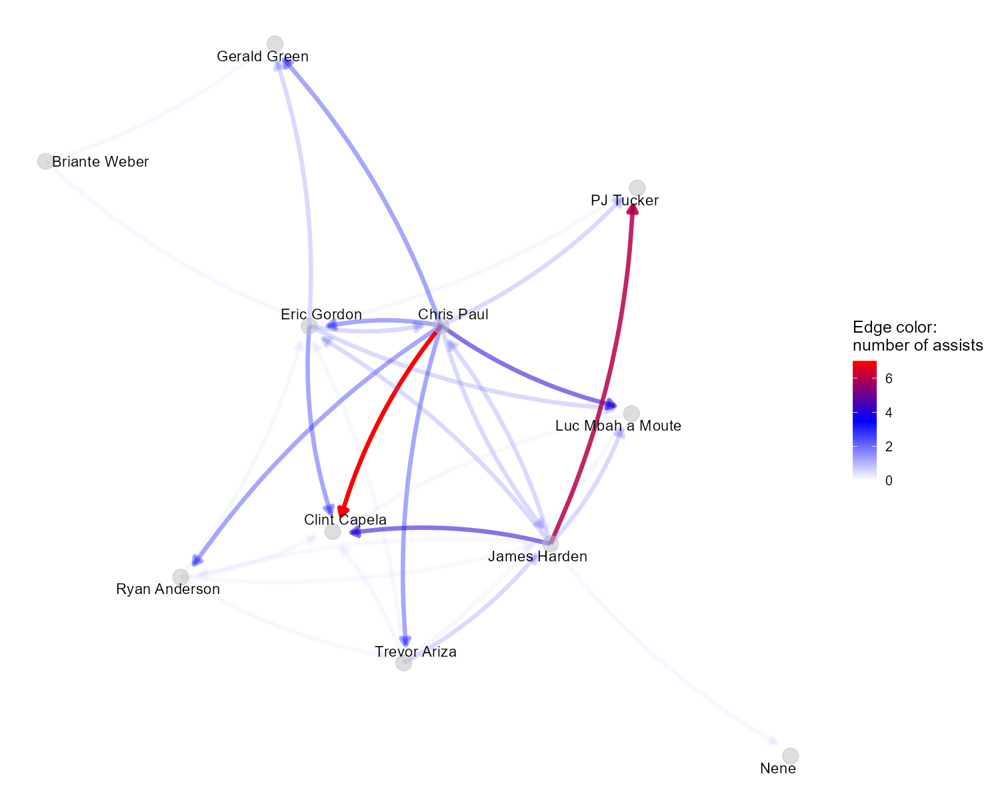 Gerald Green
Briante Weber
PJ Tucker
Eric Gordon
Chris Paul
Edge color:
number of assists
6
4
2
0
Luc Mbah a Moute
Clint Capela
James Harden
Ryan Anderson
Trevor Ariza
Nene